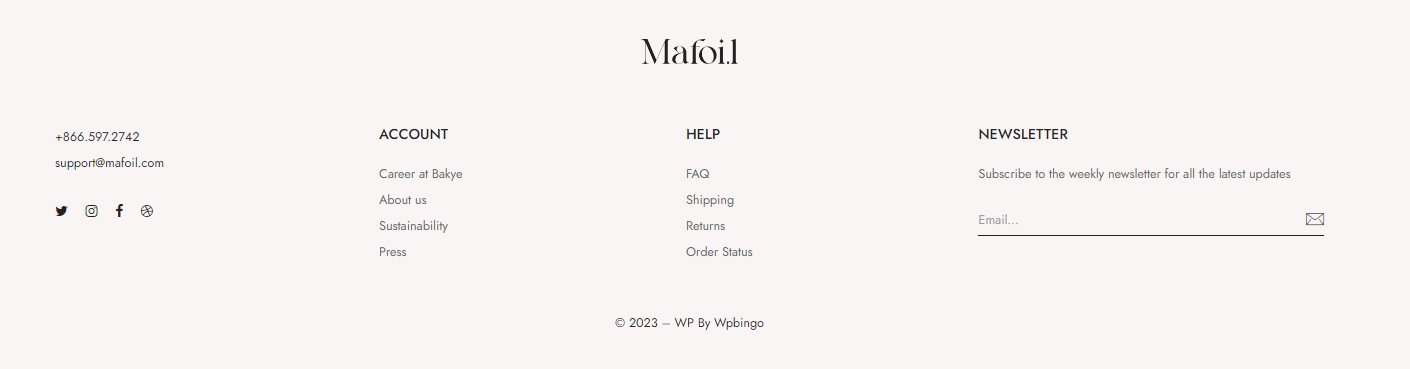 Mafoil
+866.597.2742
support@mafoil.com
ACCOUNT
Career at Bakye
About us
Sustainability
Press
HELP
FAQ
Shipping
Returns
Order Status
NEWSLETTER
Subscribe to the weekly newsletter for all the latest updates
Email...
© 2023 – WP By Wpbingo